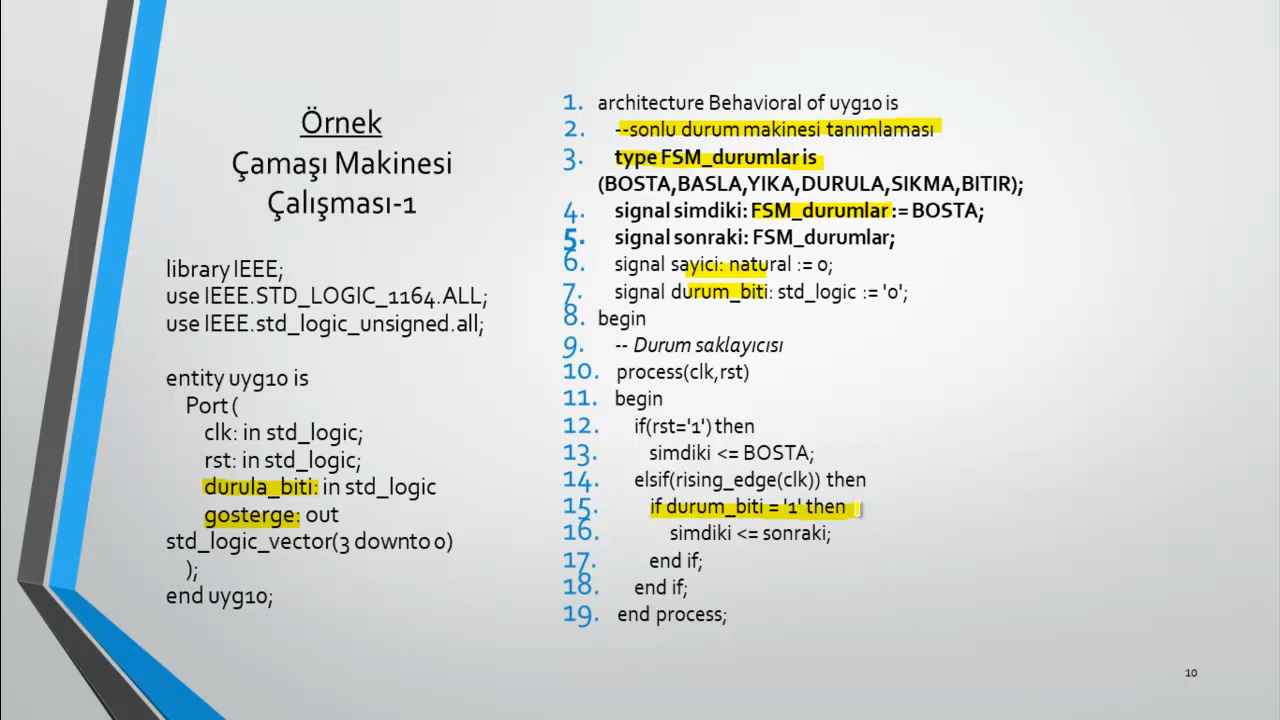 Örnek
Çamaşı Makinesi
Çalışması-1
library IEEE;
use IEEE.STD_LOGIC_1164.ALL;
use IEEE.std_logic_unsigned.all;
entity uyg10 is
Port (
clk: in std_logic;
rst: in std_logic;
durula_biti: in std_logic
gosterge: out
std_logic_vector(3 downto 0)
);
end uyg10;
1. architecture Behavioral of uyg10 is
2. --sonlu durum makinesi tanımlaması
3. type FSM_durumlar is
(BOSTA,BASLA,YIKA,DURULA,SIKMA,BITIR);
4. signal simdiki: FSM_durumlar := BOSTA;
5. signal sonraki: FSM_durumlar;
6. signal sayici: natural := 0;
7. signal durum_biti: std_logic := '0';
8. begin
9. -- Durum saklayıcısı
10. process(clk,rst)
11. begin
12. if(rst='1') then
13. simdiki <= BOSTA;
14. elsif(rising_edge(clk)) then
15. if durum_biti = '1' then
16. simdiki <= sonraki;
17. end if;
18. end if;
19. end process;
10